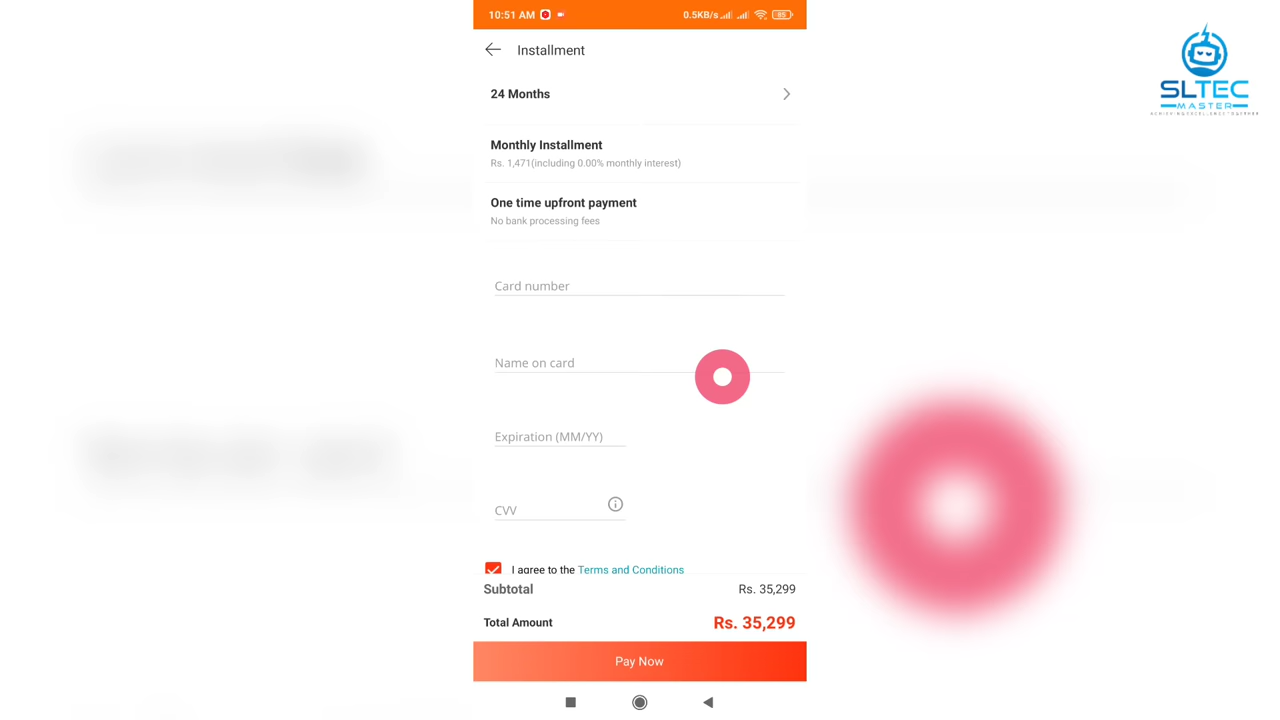 10:51 AM
0.5KB/s
85
Installment
24 Months
Monthly Installment
Rs. 1,471(including 0.00% monthly interest)
One time upfront payment
No bank processing fees
Card number
Name on card
Expiration (MM/YY)
CVV
I agree to the Terms and Conditions
Subtotal
Rs. 35,299
Total Amount
Rs. 35,299
Pay Now
SLTEC
MASTER